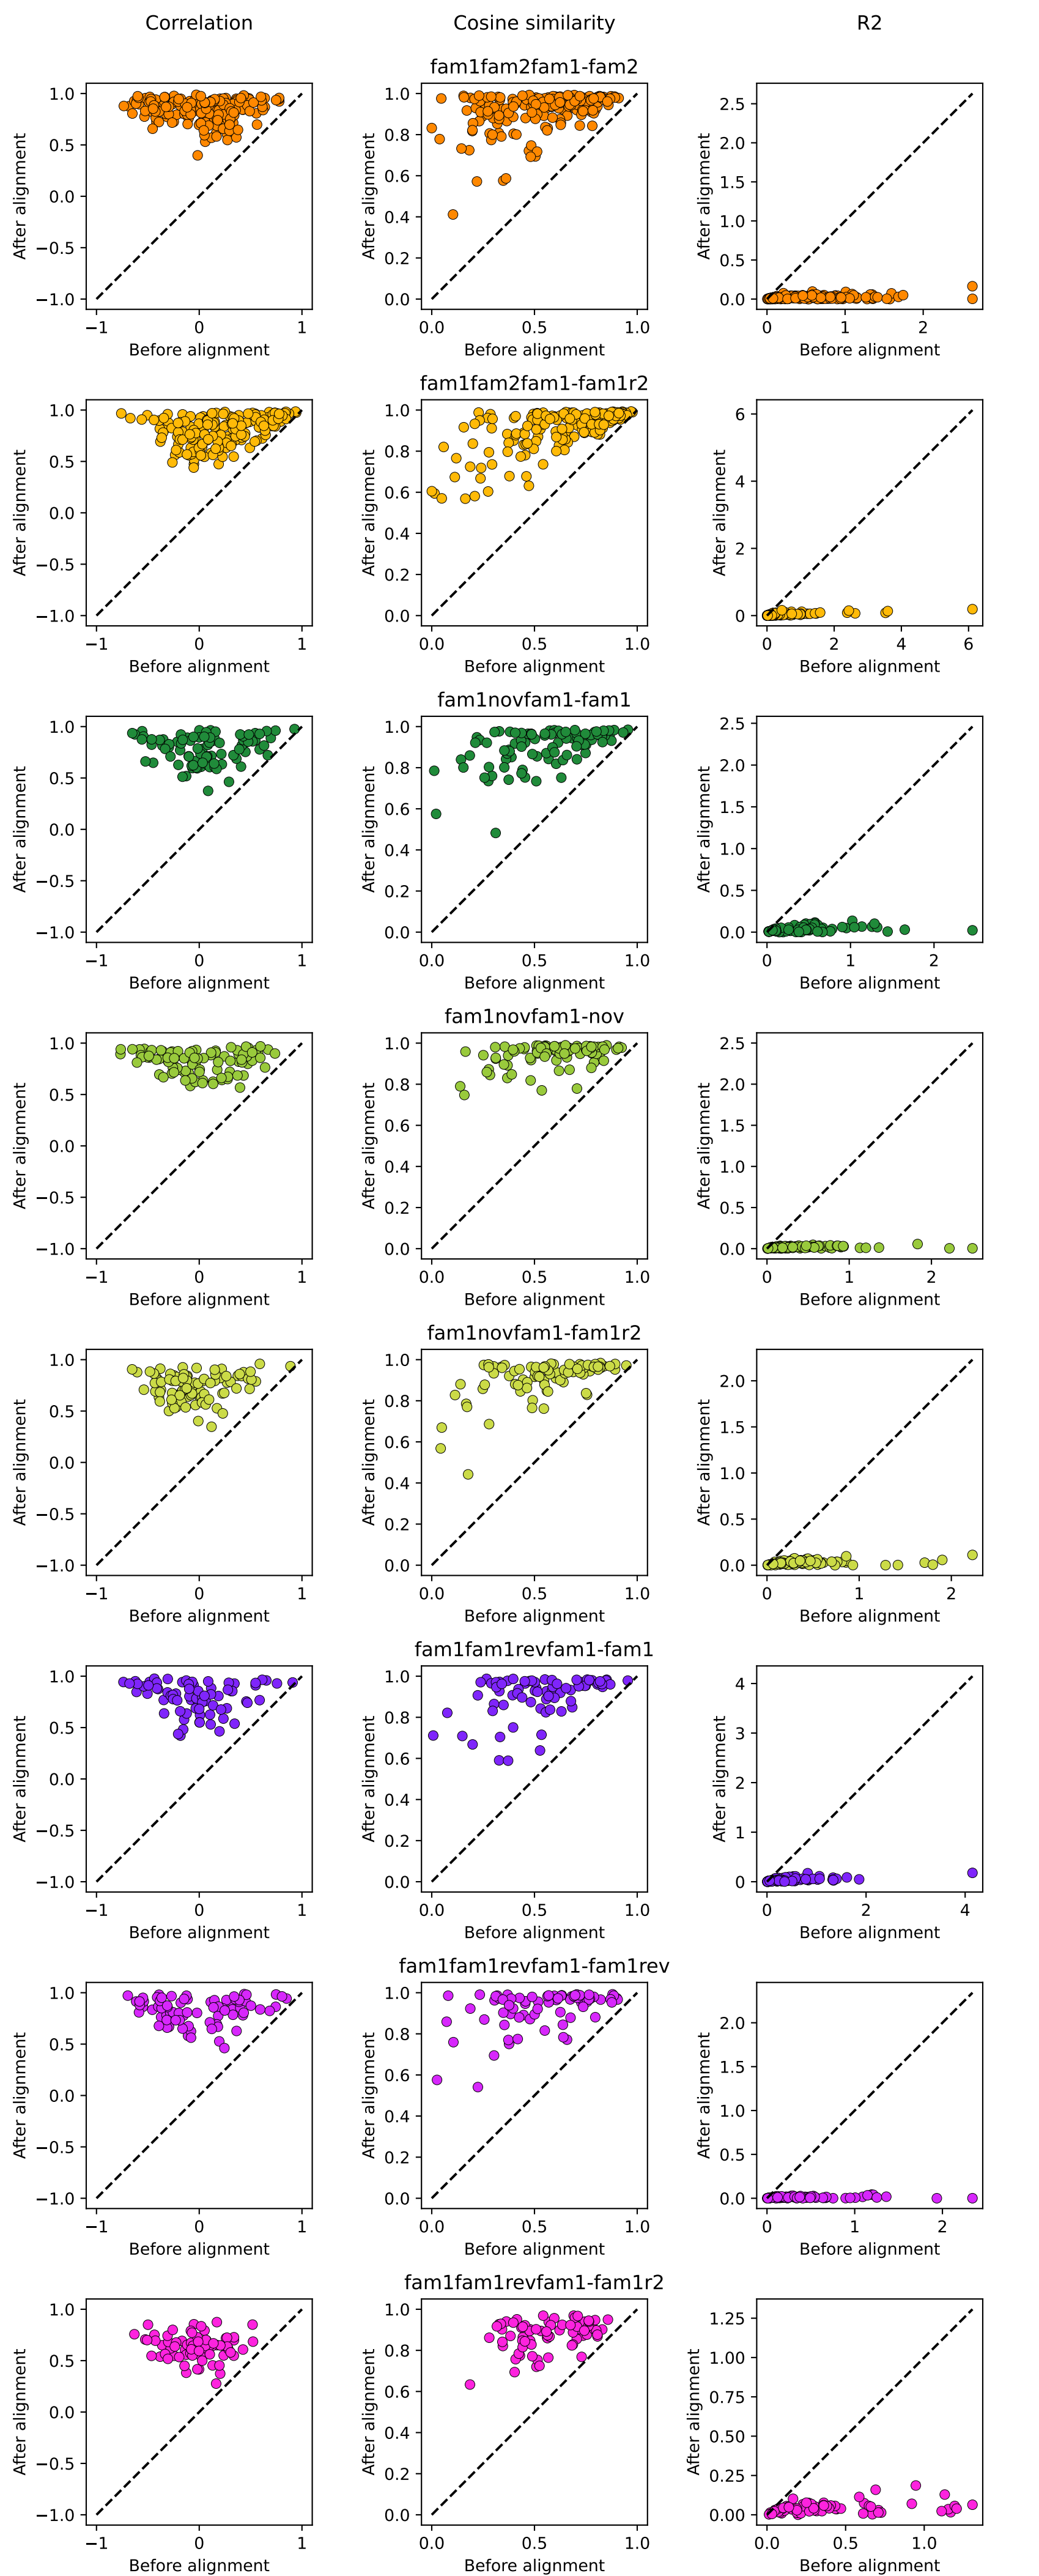 Correlation Cosine similarity R2
fam1fam2fam1-fam2
1.0 0.5 0.0 −0.5 −1.0
After alignment
−1 0 1
Before alignment
1.0 0.8 0.6 0.4 0.2 0.0
After alignment
0.0 0.5 1.0
Before alignment
2.5 2.0 1.5 1.0 0.5 0.0
After alignment
0 1 2
Before alignment
fam1fam2fam1-fam1r2
1.0 0.5 0.0 −0.5 −1.0
After alignment
−1 0 1
Before alignment
1.0 0.8 0.6 0.4 0.2 0.0
After alignment
0.0 0.5 1.0
Before alignment
6 4 2 0
After alignment
0 2 4 6
Before alignment
fam1novfam1-fam1
1.0 0.5 0.0 −0.5 −1.0
After alignment
−1 0 1
Before alignment
1.0 0.8 0.6 0.4 0.2 0.0
After alignment
0.0 0.5 1.0
Before alignment
2.5 2.0 1.5 1.0 0.5 0.0
After alignment
0 1 2
Before alignment
fam1novfam1-nov
1.0 0.5 0.0 −0.5 −1.0
After alignment
−1 0 1
Before alignment
1.0 0.8 0.6 0.4 0.2 0.0
After alignment
0.0 0.5 1.0
Before alignment
2.5 2.0 1.5 1.0 0.5 0.0
After alignment
0 1 2
Before alignment
fam1novfam1-fam1r2
1.0 0.5 0.0 −0.5 −1.0
After alignment
−1 0 1
Before alignment
1.0 0.8 0.6 0.4 0.2 0.0
After alignment
0.0 0.5 1.0
Before alignment
2.0 1.5 1.0 0.5 0.0
After alignment
0 1 2
Before alignment
fam1fam1revfam1-fam1
1.0 0.5 0.0 −0.5 −1.0
After alignment
−1 0 1
Before alignment
1.0 0.8 0.6 0.4 0.2 0.0
After alignment
0.0 0.5 1.0
Before alignment
4 3 2 1 0
After alignment
0 2 4
Before alignment
fam1fam1revfam1-fam1rev
1.0 0.5 0.0 −0.5 −1.0
After alignment
−1 0 1
Before alignment
1.0 0.8 0.6 0.4 0.2 0.0
After alignment
0.0 0.5 1.0
Before alignment
2.0 1.5 1.0 0.5 0.0
After alignment
0 1 2
Before alignment
fam1fam1revfam1-fam1r2
1.0 0.5 0.0 −0.5 −1.0
After alignment
−1 0 1
Before alignment
1.0 0.8 0.6 0.4 0.2 0.0
After alignment
0.0 0.5 1.0
Before alignment
1.25 1.00 0.75 0.50 0.25 0.00
After alignment
0.0 0.5 1.0
Before alignment